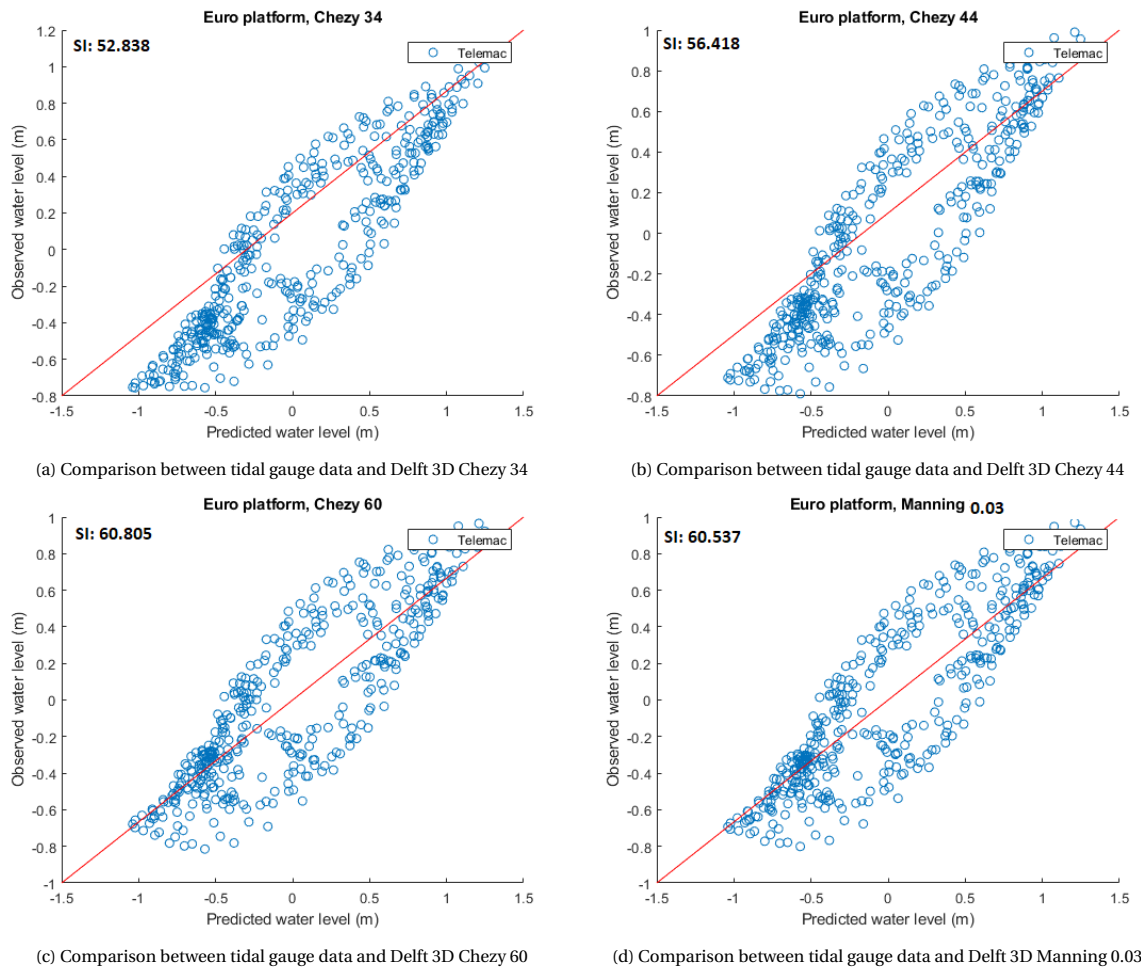 Euro platform, Chezy 34
SI: 52.838
Telemac
1.2
1
0.8
0.6
0.4
0.2
0
-0.2
-0.4
-0.6
-0.8
Observed water level (m)
-1.5 -1 -0.5 0 0.5 1 1.5
Predicted water level (m)
(a) Comparison between tidal gauge data and Delft 3D Chezy 34
Euro platform, Chezy 44
SI: 56.418
Telemac
1
0.8
0.6
0.4
0.2
0
-0.2
-0.4
-0.6
-0.8
Observed water level (m)
-1.5 -1 -0.5 0 0.5 1 1.5
Predicted water level (m)
(b) Comparison between tidal gauge data and Delft 3D Chezy 44
Euro platform, Chezy 60
SI: 60.805
Telemac
1
0.8
0.6
0.4
0.2
0
-0.2
-0.4
-0.6
-0.8
-1
Observed water level (m)
-1.5 -1 -0.5 0 0.5 1 1.5
Predicted water level (m)
(c) Comparison between tidal gauge data and Delft 3D Chezy 60
Euro platform, Manning 0.03
SI: 60.537
Telemac
1
0.8
0.6
0.4
0.2
0
-0.2
-0.4
-0.6
-0.8
-1
Observed water level (m)
-1.5 -1 -0.5 0 0.5 1 1.5
Predicted water level (m)
(d) Comparison between tidal gauge data and Delft 3D Manning 0.03